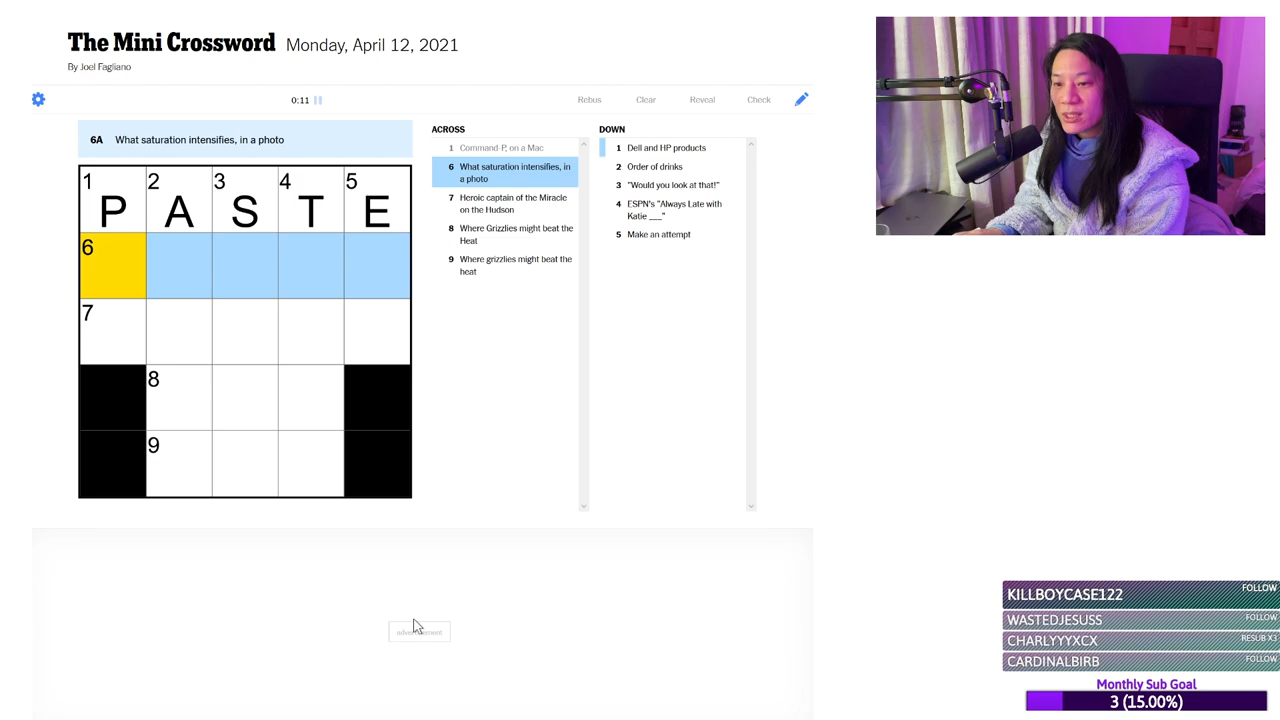 The Mini Crossword Monday, April 12, 2021
By Joel Fagliano
0:11
Rebus Clear Reveal Check
6A What saturation intensifies, in a photo
1 2 3 4 5
P A S T E
6
7
8
9
ACROSS
1 Command-P, on a Mac
6 What saturation intensifies, in
a photo
7 Heroic captain of the Miracle
on the Hudson
8 Where Grizzlies might beat the
Heat
9 Where grizzlies might beat the
heat
DOWN
1 Dell and HP products
2 Order of drinks
3 "Would you look at that!"
4 ESPN's "Always Late with
Katie ___"
5 Make an attempt
advertisement
KILLBOYCASE122 FOLLOW
WASTEDJESUSS FOLLOW
CHARLYYYXCX RESUB X3
CARDINALBIRB FOLLOW
Monthly Sub Goal
3 (15.00%)